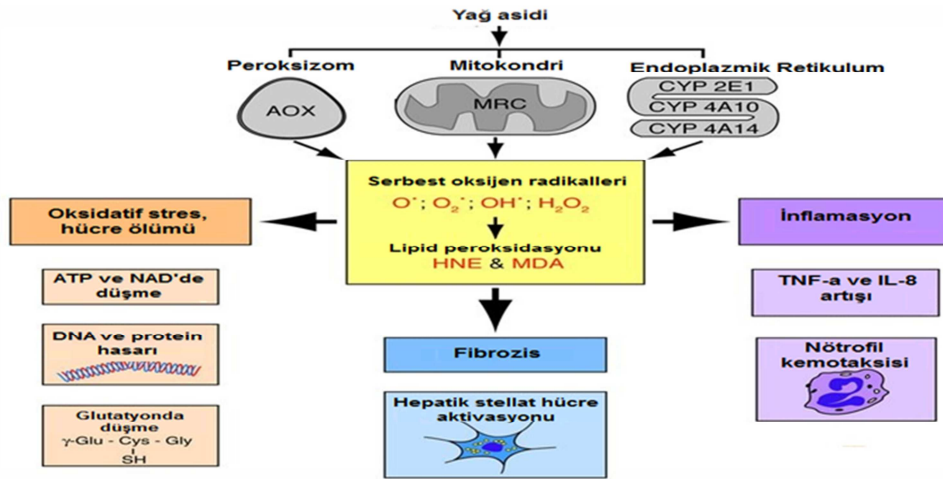 Yağ asidi
Peroksizom
Mitokondri
Endoplazmik Retikulum
AOX
MRC
CYP 2E1
CYP 4A10
CYP 4A14
Serbest oksijen radikalleri
O˙; O₂˙; OH˙; H₂O₂
Lipid peroksidasyonu
HNE & MDA
Oksidatif stres,
hücre ölümü
ATP ve NAD'de
düşme
DNA ve protein
hasarı
Glutatyonda
düşme
γ-Glu - Cys - Gly
SH
Fibrozis
Hepatik stellat hücre
aktivasyonu
İnflamasyon
TNF-a ve IL-8
artışı
Nötrofil
kemotaksisi